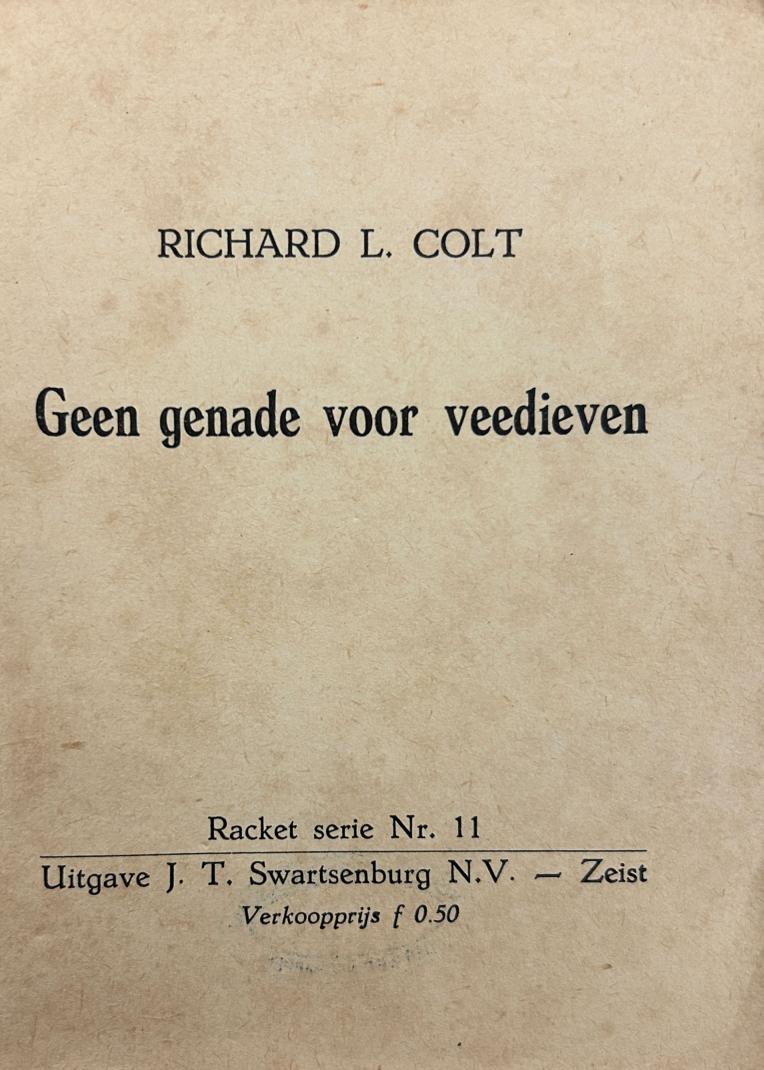 RICHARD L. COLT
Geen genade voor veedieven
Racket serie Nr. 11
Uitgave J. T. Swartsenburg N.V. — Zeist
Verkoopprijs f 0.50